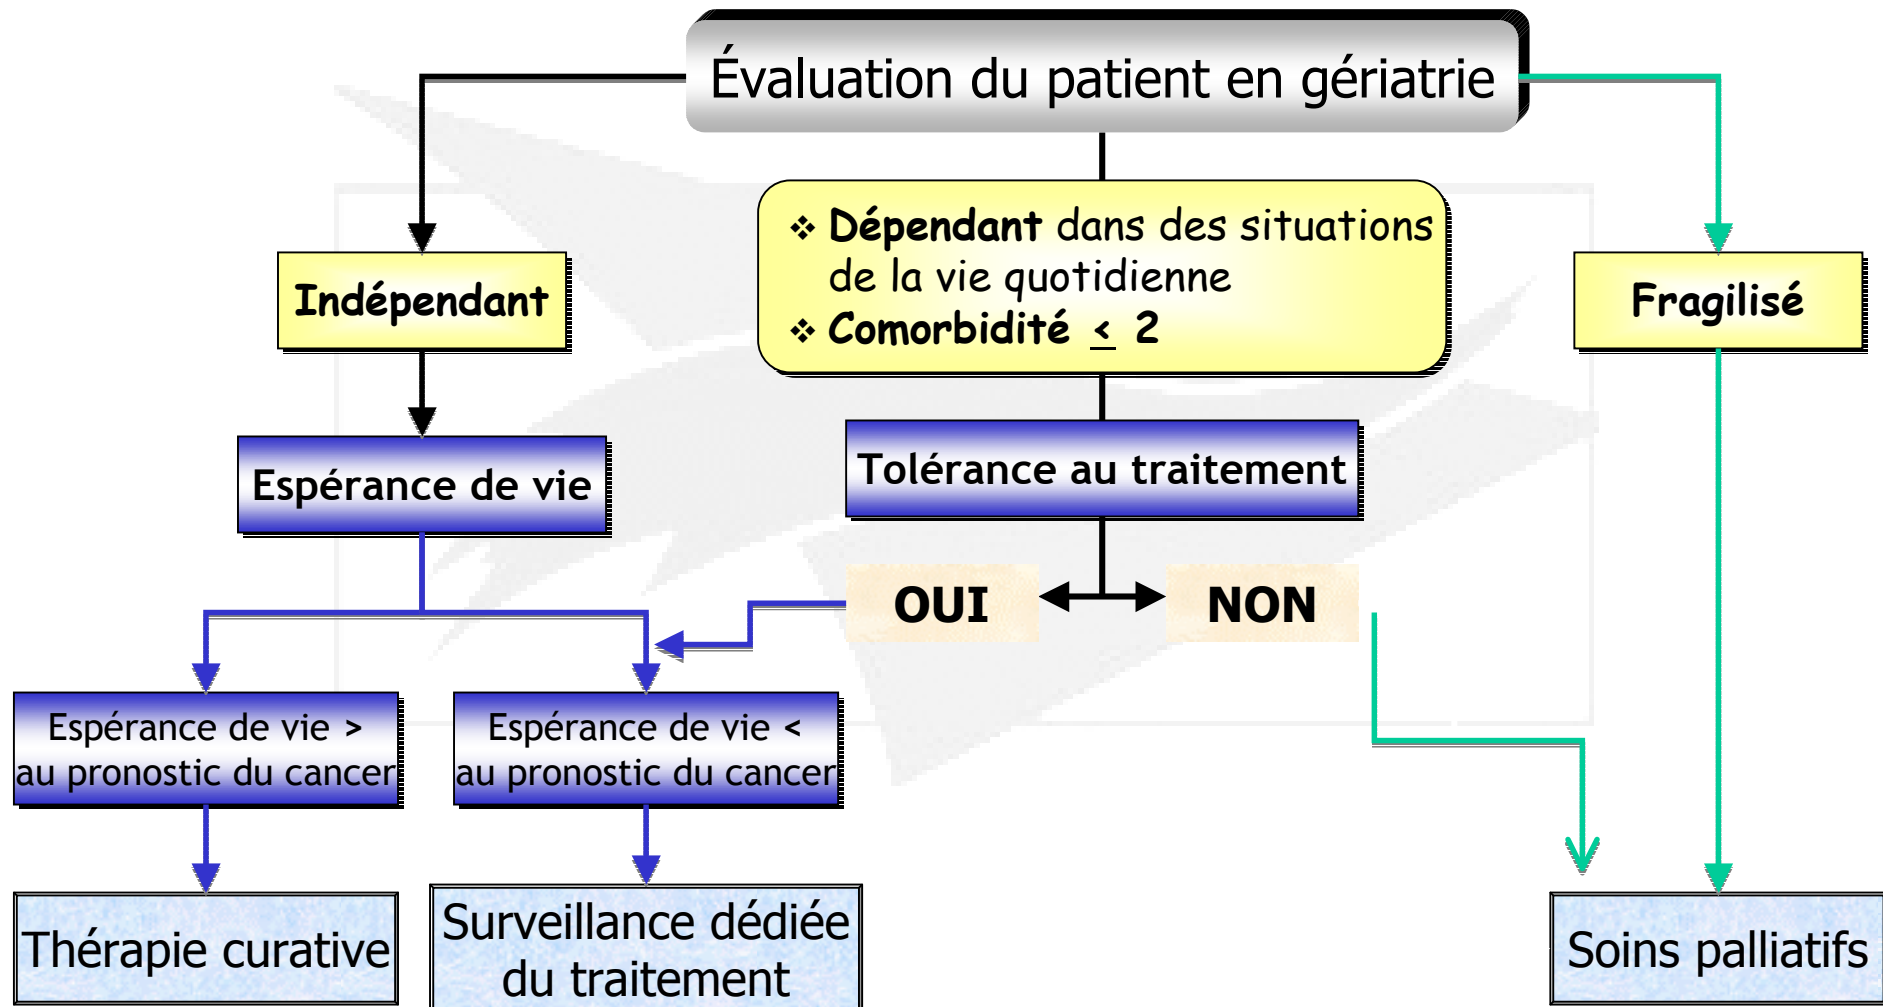 Évaluation du patient en gériatrie
❖ Dépendant dans des situations
de la vie quotidienne
❖ Comorbidité ≤ 2
Indépendant
Fragilisé
Espérance de vie
Tolérance au traitement
OUI
NON
Espérance de vie >
au pronostic du cancer
Espérance de vie <
au pronostic du cancer
Thérapie curative
Surveillance dédiée
du traitement
Soins palliatifs